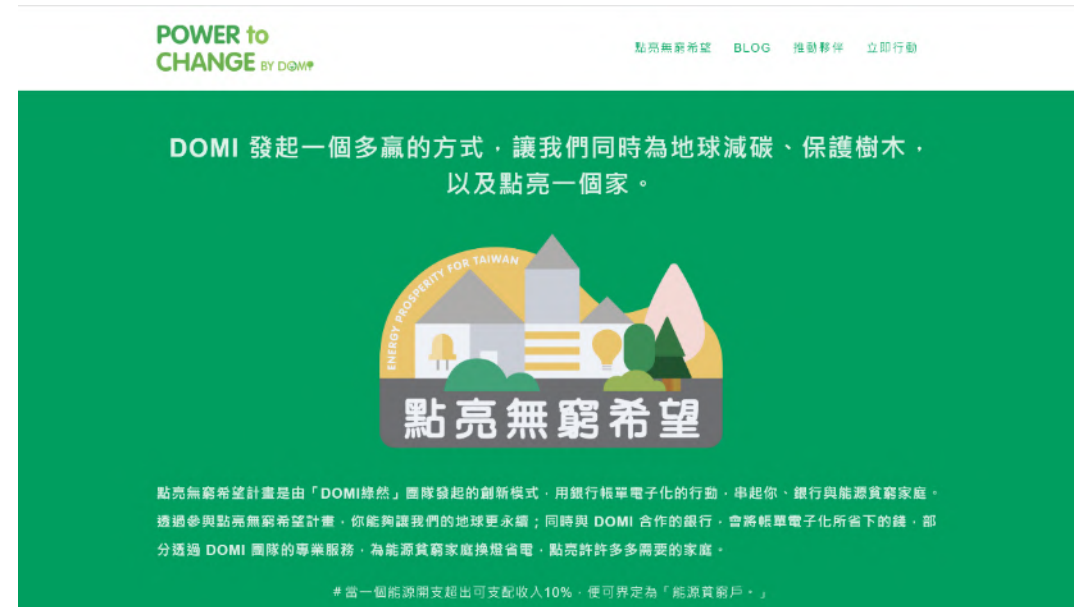 POWER to
CHANGE BY DOMI
點亮無窮希望 BLOG 推動夥伴 立即行動
DOMI 發起一個多贏的方式，讓我們同時為地球減碳、保護樹木，
以及點亮一個家。
ENERGY PROSPERITY FOR TAIWAN
點亮無窮希望
點亮無窮希望計畫是由「DOMI綠然」團隊發起的創新模式，用銀行帳單電子化的行動，串起你、銀行與能源貧窮家庭。
透過參與點亮無窮希望計畫，你能夠讓我們的地球更永續；同時與 DOMI 合作的銀行，會將帳單電子化所省下的錢，部
分透過 DOMI 團隊的專業服務，為能源貧窮家庭換燈省電，點亮許許多多需要的家庭。
#當一個能源開支超出可支配收入10%，便可界定為「能源貧窮戶。」